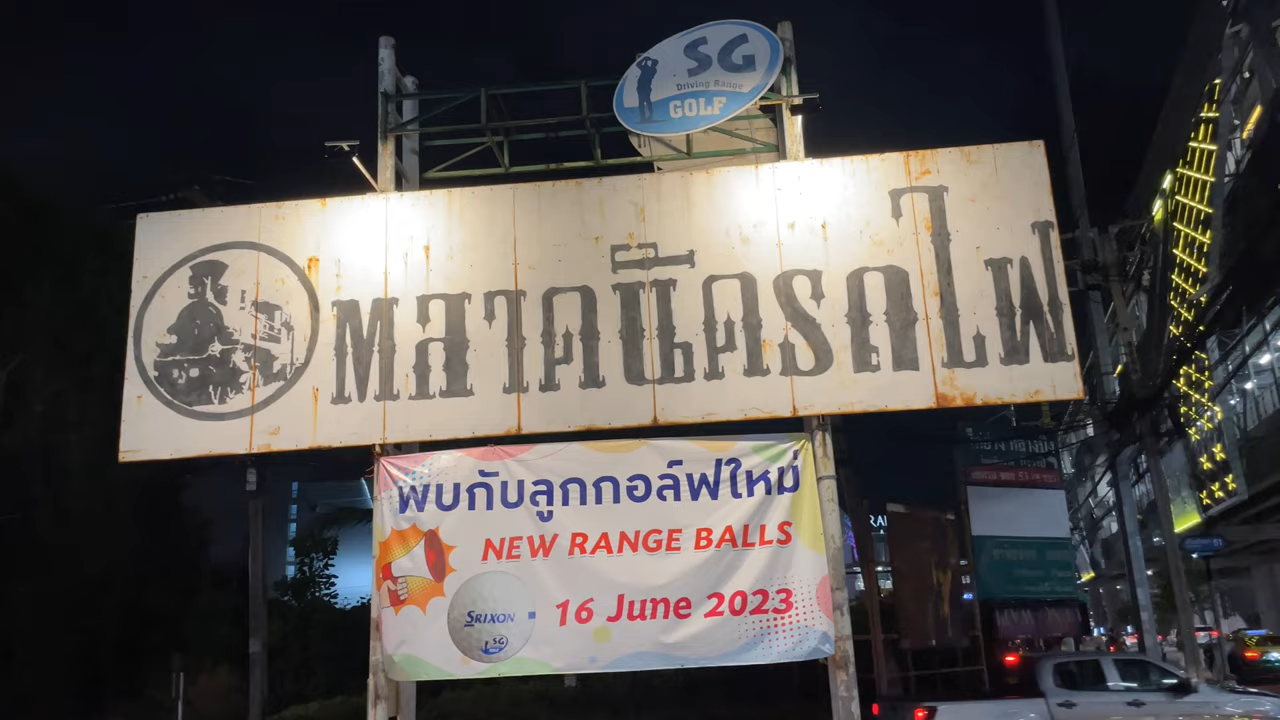 SG
Driving Range
GOLF
ตลาดนัดรถไฟ
พบกับลูกกอล์ฟใหม่
NEW RANGE BALLS
SRIXON
SG
16 June 2023